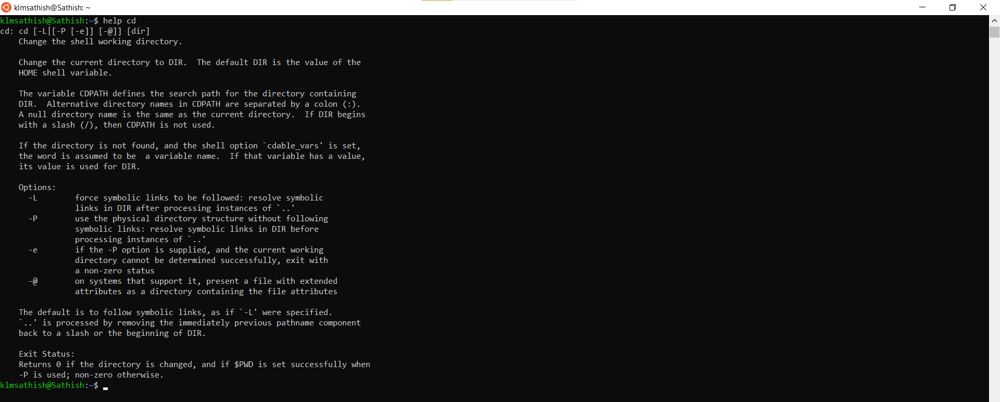 klmsathish@Sathish: ~
klmsathish@Sathish:~$ help cd
cd: cd [-L|[-P [-e]] [-@]] [dir]
    Change the shell working directory.

    Change the current directory to DIR.  The default DIR is the value of the
    HOME shell variable.

    The variable CDPATH defines the search path for the directory containing
    DIR.  Alternative directory names in CDPATH are separated by a colon (:).
    A null directory name is the same as the current directory.  If DIR begins
    with a slash (/), then CDPATH is not used.

    If the directory is not found, and the shell option `cdable_vars' is set,
    the word is assumed to be  a variable name.  If that variable has a value,
    its value is used for DIR.

    Options:
      -L        force symbolic links to be followed: resolve symbolic
                links in DIR after processing instances of `..'
      -P        use the physical directory structure without following
                symbolic links: resolve symbolic links in DIR before
                processing instances of `..'
      -e        if the -P option is supplied, and the current working
                directory cannot be determined successfully, exit with
                a non-zero status
      -@        on systems that support it, present a file with extended
                attributes as a directory containing the file attributes

    The default is to follow symbolic links, as if `-L' were specified.
    `..' is processed by removing the immediately previous pathname component
    back to a slash or the beginning of DIR.

    Exit Status:
    Returns 0 if the directory is changed, and if $PWD is set successfully when
    -P is used; non-zero otherwise.
klmsathish@Sathish:~$